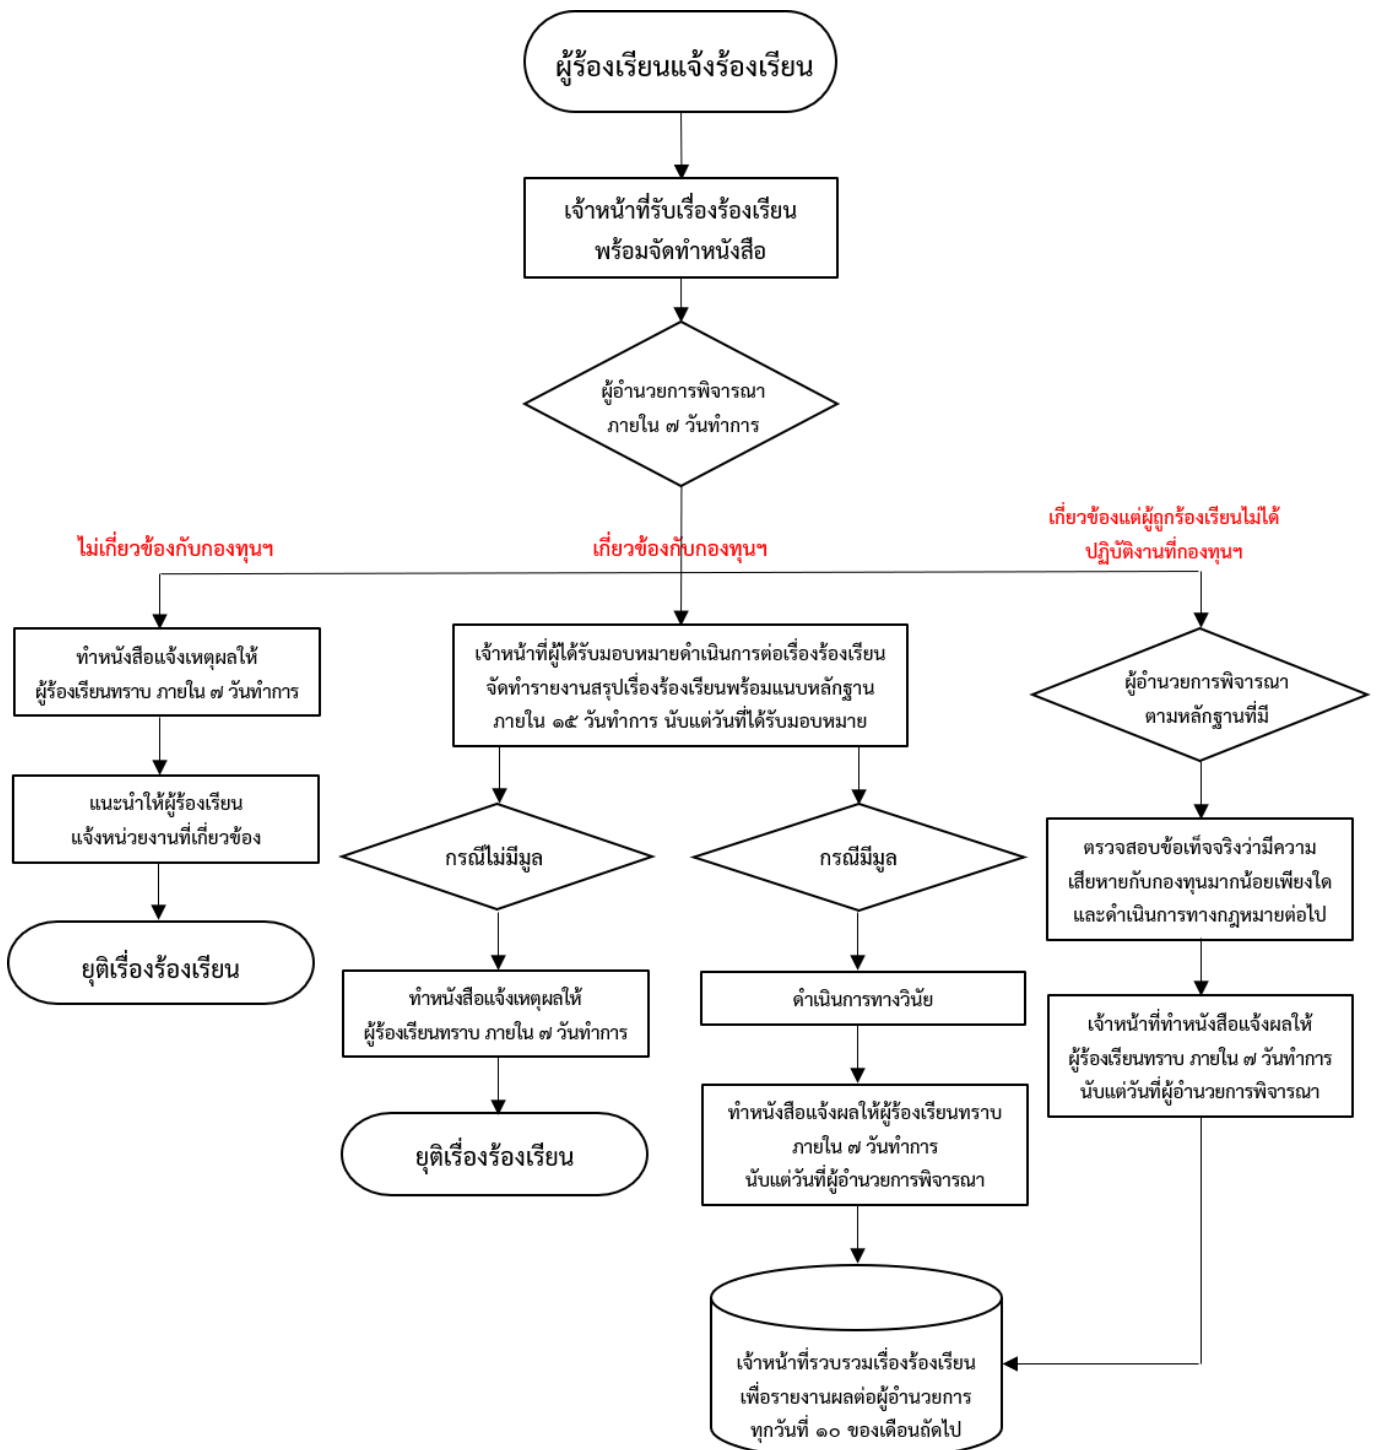 ผู้ร้องเรียนแจ้งร้องเรียน
เจ้าหน้าที่รับเรื่องร้องเรียน
พร้อมจัดทำหนังสือ
ผู้อำนวยการพิจารณา
ภายใน ๗ วันทำการ
ไม่เกี่ยวข้องกับกองทุนฯ
เกี่ยวข้องกับกองทุนฯ
เกี่ยวข้องแต่ผู้ถูกร้องเรียนไม่ได้
ปฏิบัติงานที่กองทุนฯ
ทำหนังสือแจ้งเหตุผลให้
ผู้ร้องเรียนทราบ ภายใน ๗ วันทำการ
แนะนำให้ผู้ร้องเรียน
แจ้งหน่วยงานที่เกี่ยวข้อง
ยุติเรื่องร้องเรียน
เจ้าหน้าที่ผู้ได้รับมอบหมายดำเนินการต่อเรื่องร้องเรียน
จัดทำรายงานสรุปเรื่องร้องเรียนพร้อมแนบหลักฐาน
ภายใน ๑๕ วันทำการ นับแต่วันที่ได้รับมอบหมาย
กรณีไม่มีมูล
ทำหนังสือแจ้งเหตุผลให้
ผู้ร้องเรียนทราบ ภายใน ๗ วันทำการ
ยุติเรื่องร้องเรียน
กรณีมีมูล
ดำเนินการทางวินัย
ทำหนังสือแจ้งผลให้ผู้ร้องเรียนทราบ
ภายใน ๗ วันทำการ
นับแต่วันที่ผู้อำนวยการพิจารณา
ผู้อำนวยการพิจารณา
ตามหลักฐานที่มี
ตรวจสอบข้อเท็จจริงว่ามีความ
เสียหายกับกองทุนมากน้อยเพียงใด
และดำเนินการทางกฎหมายต่อไป
เจ้าหน้าที่ทำหนังสือแจ้งผลให้
ผู้ร้องเรียนทราบ ภายใน ๗ วันทำการ
นับแต่วันที่ผู้อำนวยการพิจารณา
เจ้าหน้าที่รวบรวมเรื่องร้องเรียน
เพื่อรายงานผลต่อผู้อำนวยการ
ทุกวันที่ ๑๐ ของเดือนถัดไป